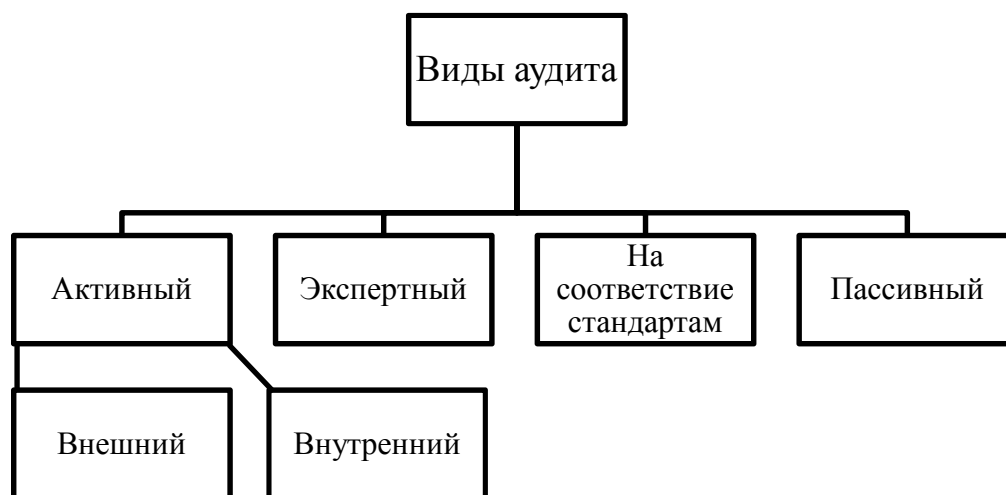 Виды аудита
Активный
Экспертный
На
соответствие
стандартам
Пассивный
Внешний
Внутренний